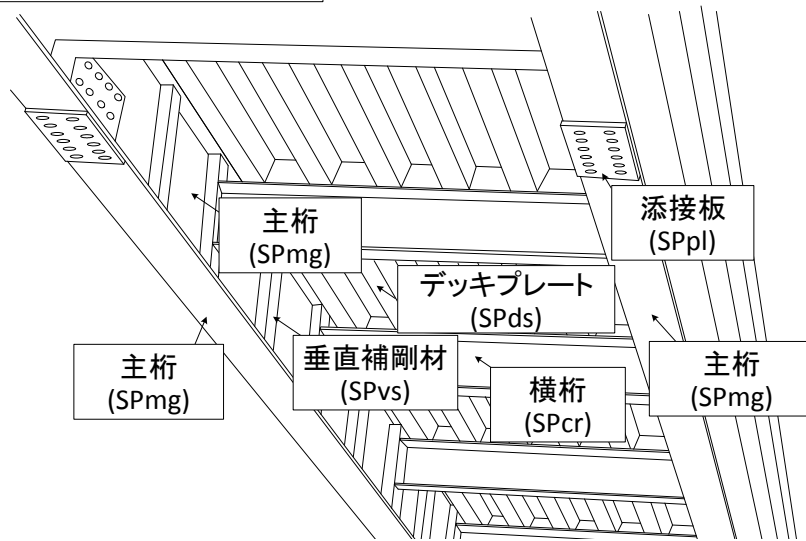 主桁
(SPmg)
添接板
(SPpl)
デッキプレート
(SPds)
主桁
(SPmg)
垂直補剛材
(SPvs)
横桁
(SPcr)
主桁
(SPmg)